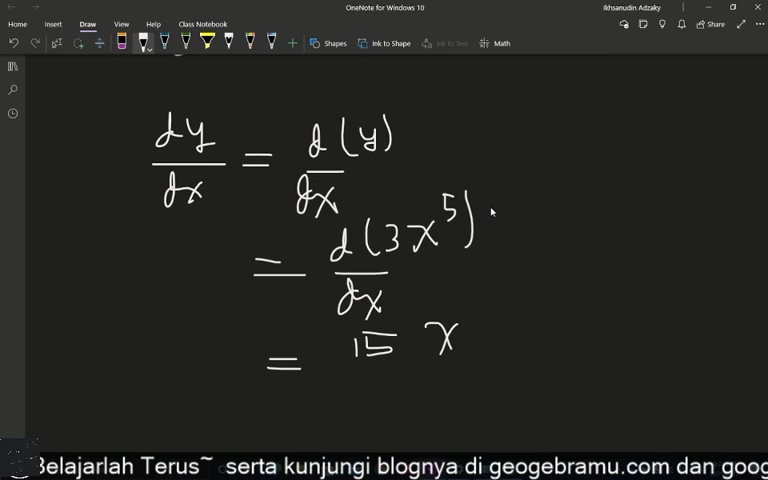 OneNote for Windows 10
Ikhsanudin Adzaky
Home Insert Draw View Help Class Notebook
Share
Shapes Ink to Shape Ink to Text Math
dy/dx = d(y)/dx
= d(3x^5)/dx
= 15 x
Belajarlah Terus~ serta kunjungi blognya di geogebramu.com dan goog